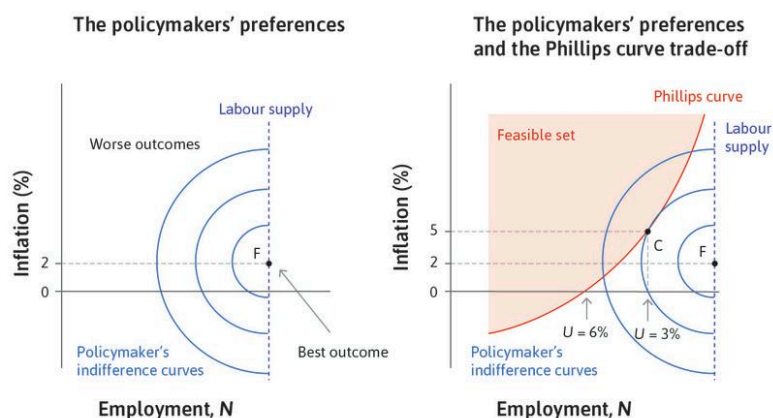 The policymakers' preferences
Labour supply
Worse outcomes
Inflation (%)
F
2
0
Best outcome
Policymaker's
indifference curves
Employment, N
The policymakers' preferences
and the Phillips curve trade-off
Phillips curve
Feasible set
Labour
supply
Inflation (%)
5
C
F
2
0
U = 6%
U = 3%
Policymaker's
indifference curves
Employment, N